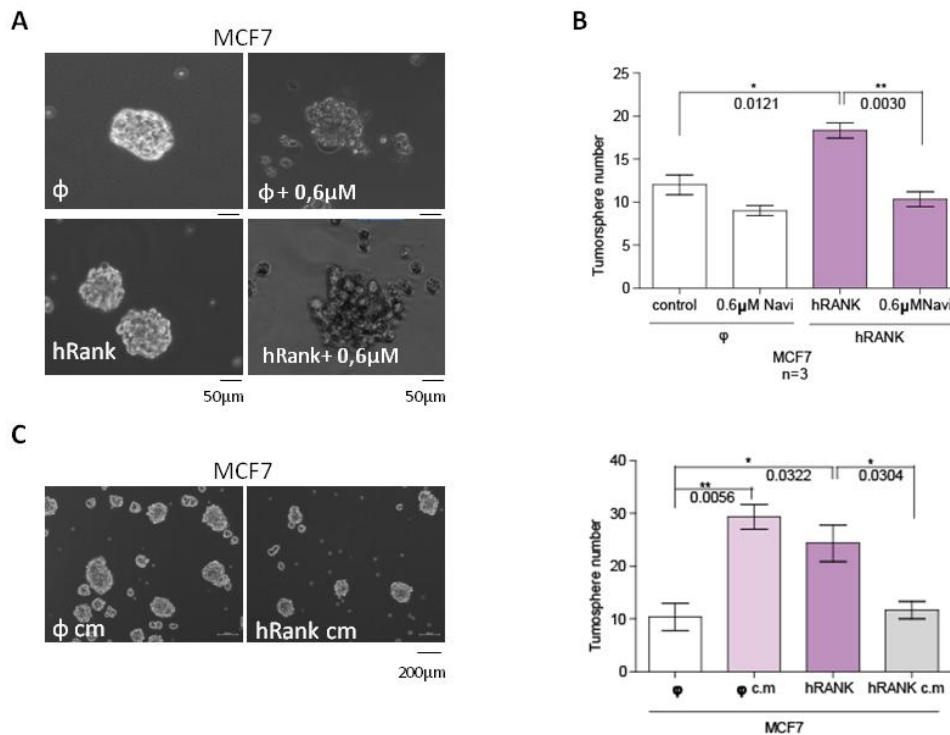 A
MCF7
ϕ
ϕ + 0,6µM
hRank
hRank+ 0,6µM
50µm
50µm
B
25
20
15
10
5
0
Tumorsphere number
*
0.0121
**
0.0030
control
0.6µM Navi
hRANK
0.6µMNavi
φ
hRANK
MCF7
n=3
C
MCF7
ϕ cm
hRank cm
200µm
40
30
20
10
0
Tumosphere number
*
0.0322
*
0.0304
**
0.0056
φ
φ c.m
hRANK
hRANK c.m
MCF7